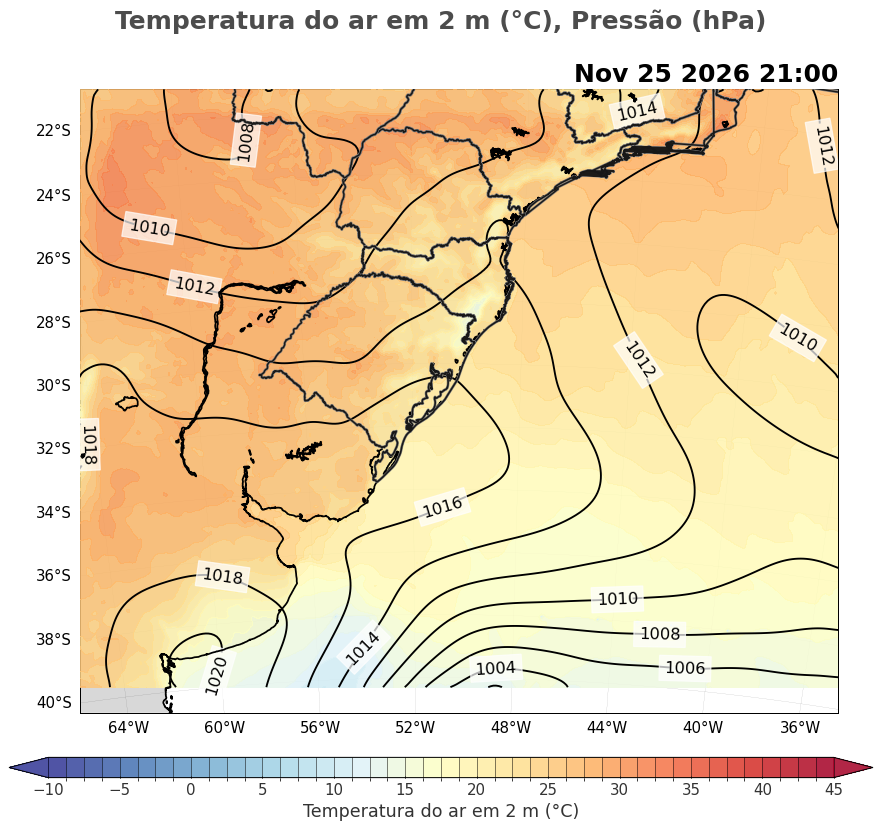 Temperatura do ar em 2 m (°C), Pressão (hPa)
Nov 25 2026 21:00
22°S
24°S
26°S
28°S
30°S
32°S
34°S
36°S
38°S
40°S
1008
1014
1012
1010
1012
1012
1010
1018
1016
1018
1010
1014
1008
1004
1006
1020
64°W
60°W
56°W
52°W
48°W
44°W
40°W
36°W
−10
−5
0
5
10
15
20
25
30
35
40
45
Temperatura do ar em 2 m (°C)